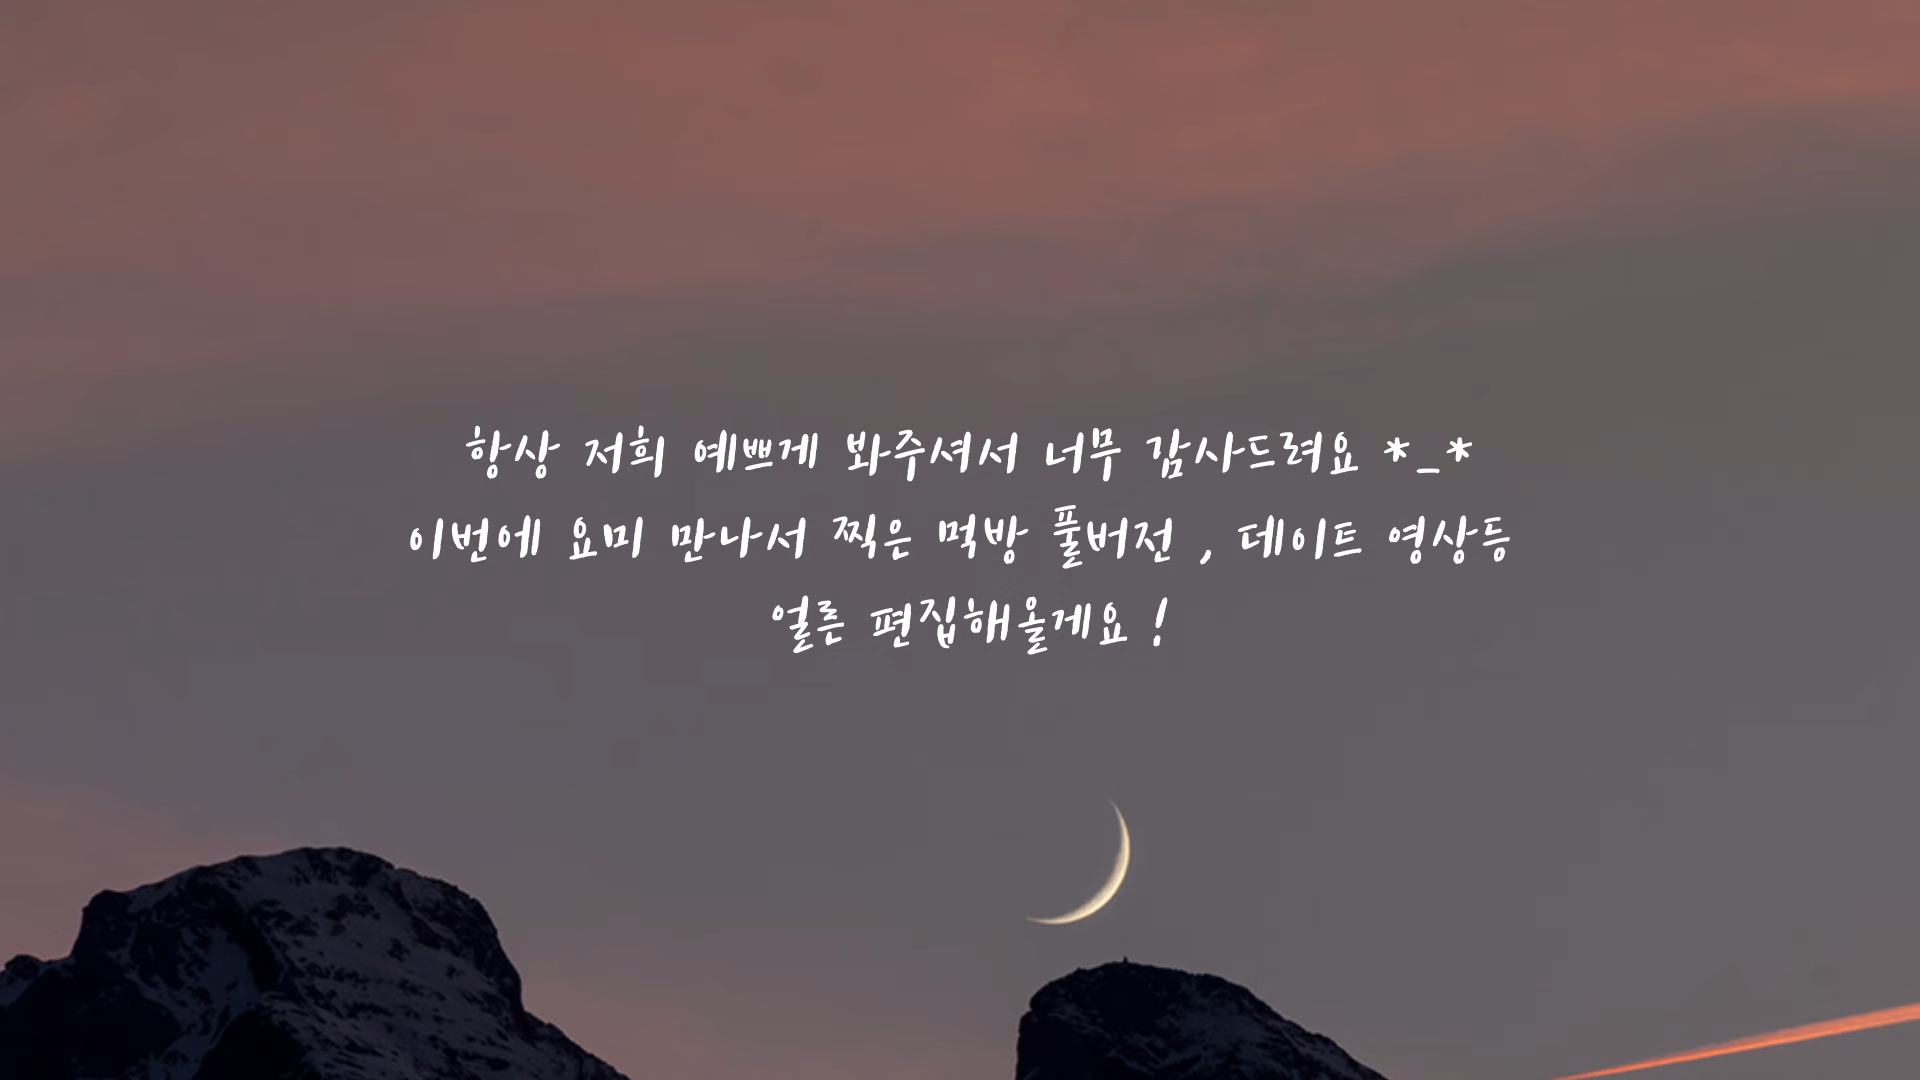 항상 저희 예쁘게 봐주셔서 너무 감사드려요 *_*
이번에 요미 만나서 찍은 먹방 풀버전 , 데이트 영상등
얼른 편집해올게요 !